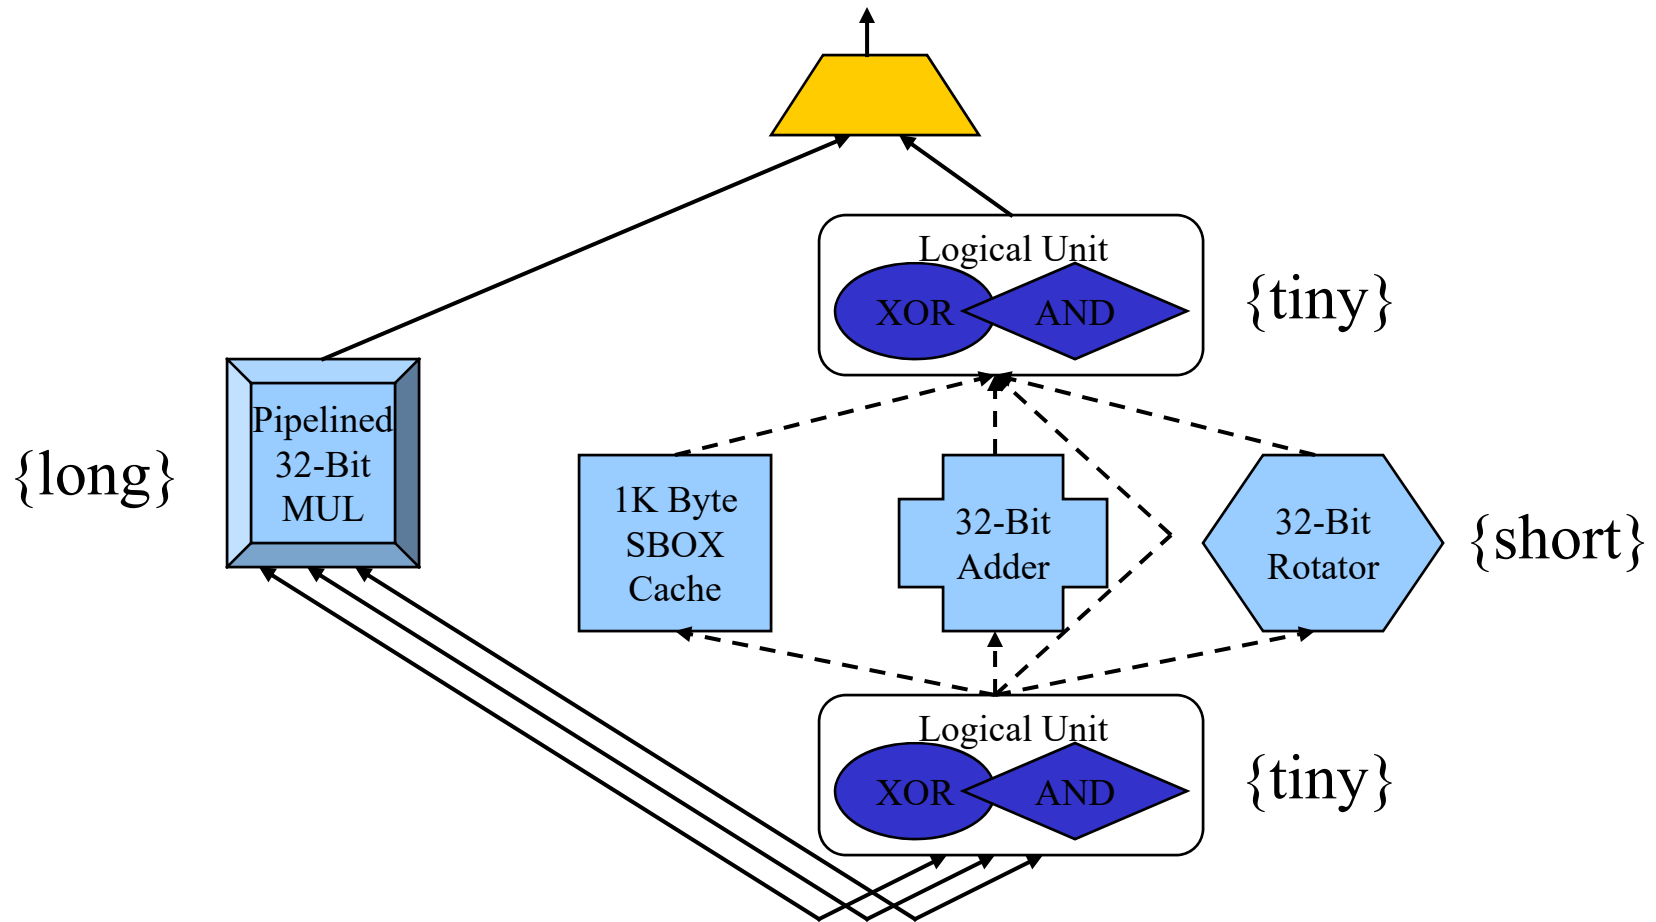 Logical Unit
XOR
AND
{tiny}
Pipelined
32-Bit
MUL
{long}
1K Byte
SBOX
Cache
32-Bit
Adder
32-Bit
Rotator
{short}
Logical Unit
XOR
AND
{tiny}